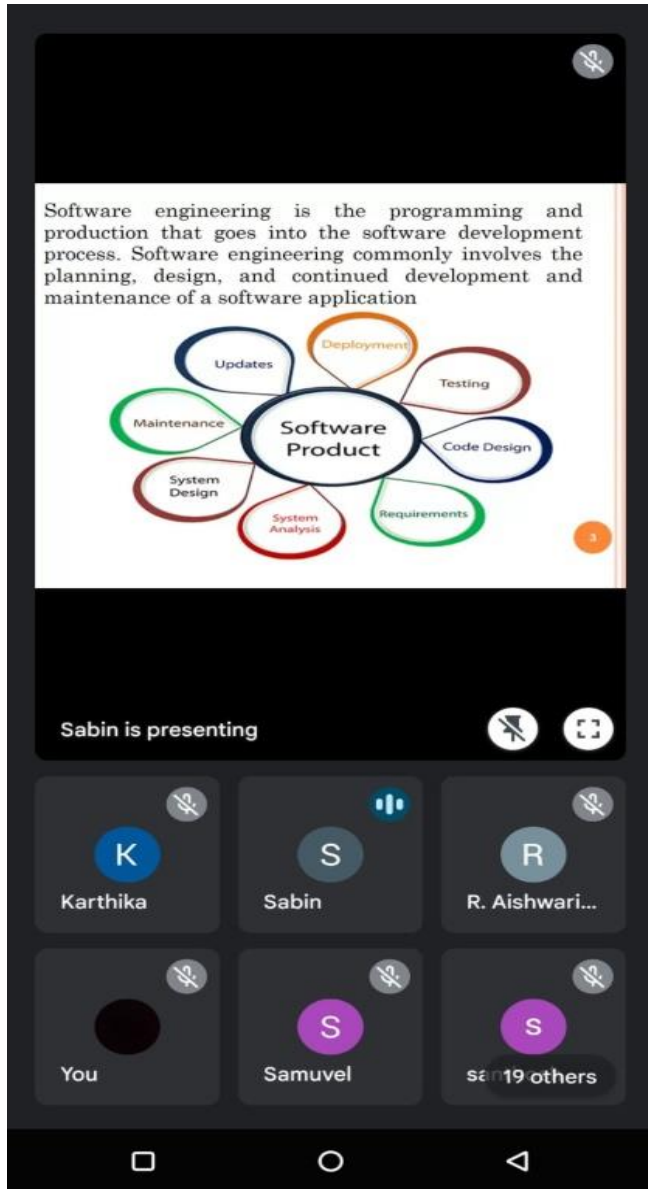 Software engineering is the programming and
production that goes into the software development
process. Software engineering commonly involves the
planning, design, and continued development and
maintenance of a software application
Deployment
Updates
Testing
Maintenance
Software
Product
Code Design
System
Design
System
Analysis
Requirements
3
Sabin is presenting
K
Karthika
S
Sabin
R
R. Aishwari...
You
S
Samuvel
s
19 others